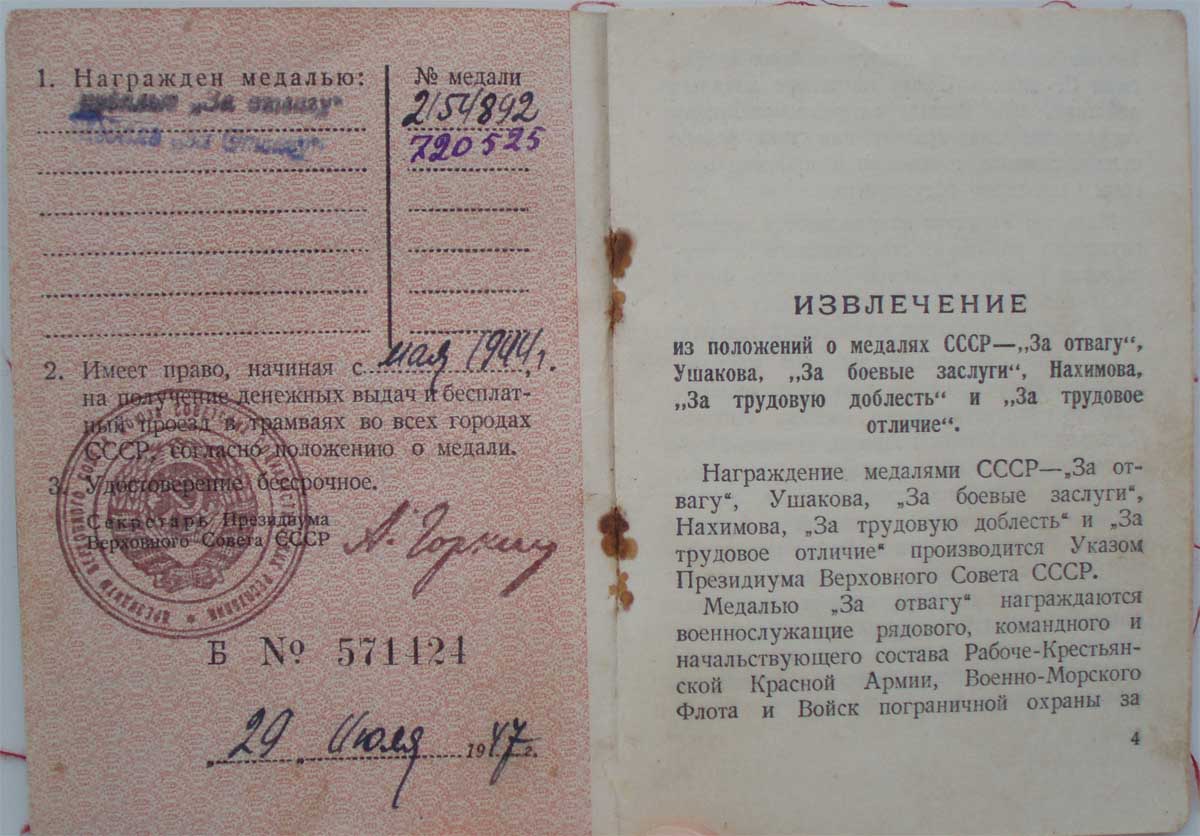 1. Награжден медалью:
№ медали
медалью „За отвагу“
2154892
720525
2. Имеет право, начиная с мая 1944 г.
на получение денежных выдач и бесплат-
ный проезд в трамваях во всех городах
СССР, согласно положению о медали.
3. Удостоверение бессрочное.
Секретарь Президиума
Верховного Совета СССР
А. Горкин
Б № 571424
29 Июля 1947 г.
ИЗВЛЕЧЕНИЕ
из положений о медалях СССР—„За отвагу“,
Ушакова, „За боевые заслуги“, Нахимова,
„За трудовую доблесть“ и „За трудовое
отличие“.
Награждение медалями СССР—„За от-
вагу“, Ушакова, „За боевые заслуги“,
Нахимова, „За трудовую доблесть“ и „За
трудовое отличие“ производится Указом
Президиума Верховного Совета СССР.
Медалью „За отвагу“ награждаются
военнослужащие рядового, командного и
начальствующего состава Рабоче-Крестьян-
ской Красной Армии, Военно-Морского
Флота и Войск пограничной охраны за
4